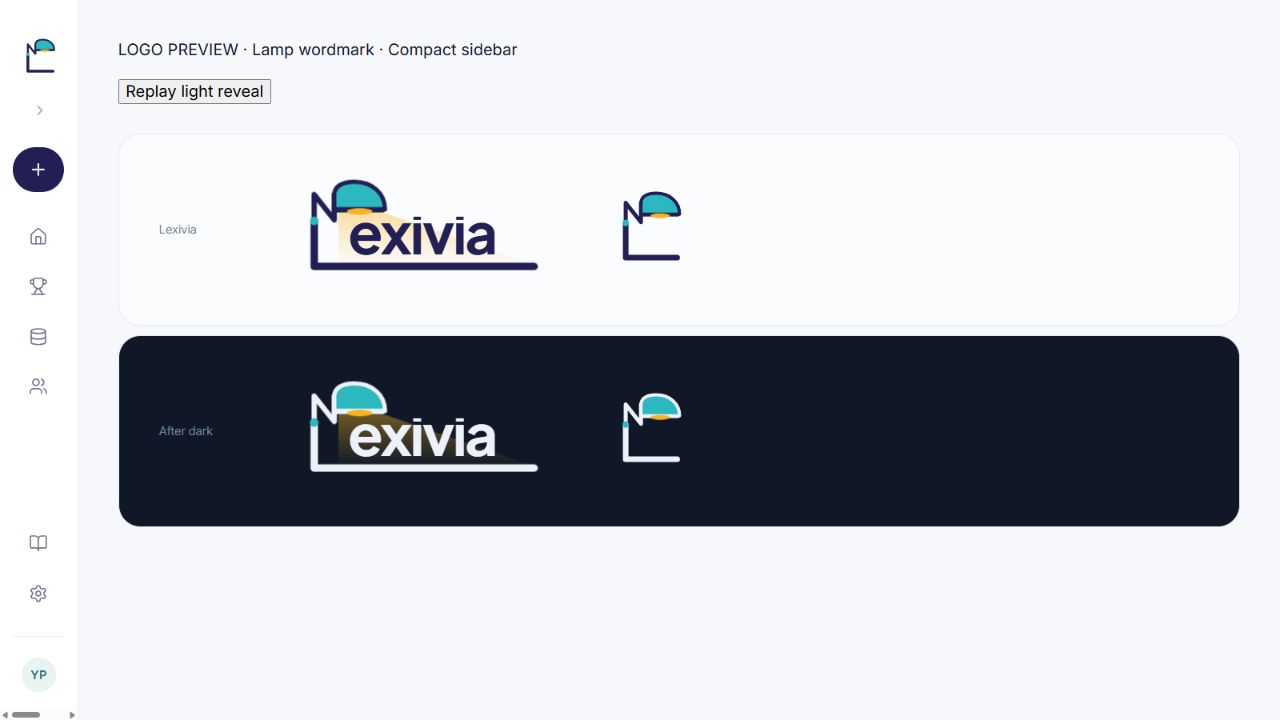 LOGO PREVIEW · Lamp wordmark · Compact sidebar
Replay light reveal
Lexivia
exivia
After dark
exivia
YP